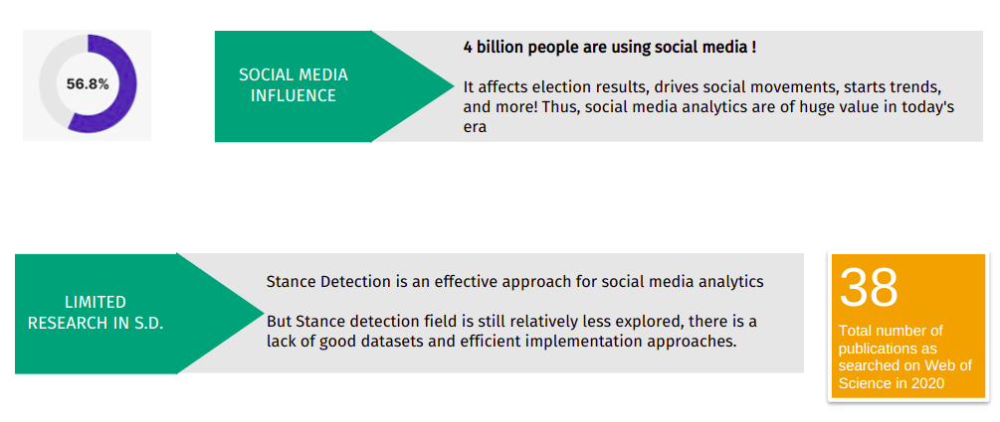 56.8%
SOCIAL MEDIA
INFLUENCE
4 billion people are using social media !
It affects election results, drives social movements, starts trends,
and more! Thus, social media analytics are of huge value in today's
era
LIMITED
RESEARCH IN S.D.
Stance Detection is an effective approach for social media analytics
But Stance detection field is still relatively less explored, there is a
lack of good datasets and efficient implementation approaches.
38
Total number of
publications as
searched on Web of
Science in 2020